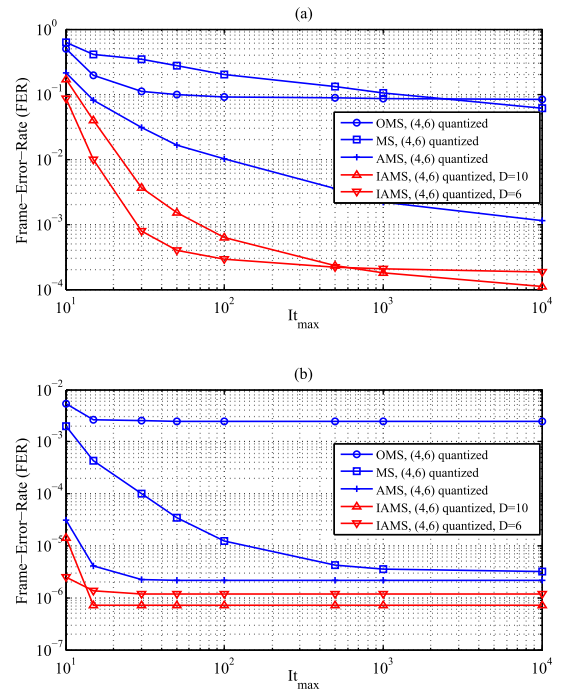 (a)
Frame−Error−Rate (FER)
10^0
10^−1
10^−2
10^−3
10^−4
OMS, (4,6) quantized
MS, (4,6) quantized
AMS, (4,6) quantized
IAMS, (4,6) quantized, D=10
IAMS, (4,6) quantized, D=6
10^1
10^2
10^3
10^4
It_max
(b)
Frame−Error−Rate (FER)
10^−2
10^−3
10^−4
10^−5
10^−6
10^−7
OMS, (4,6) quantized
MS, (4,6) quantized
AMS, (4,6) quantized
IAMS, (4,6) quantized, D=10
IAMS, (4,6) quantized, D=6
10^1
10^2
10^3
10^4
It_max